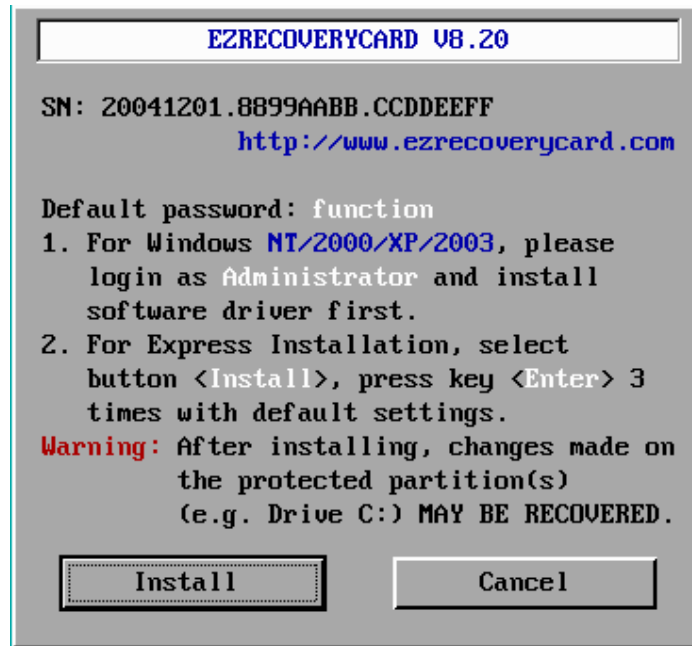 EZRECOVERYCARD V8.20
SN: 20041201.8899AABB.CCDDEEFF
http://www.ezrecoverycard.com
Default password: function
1. For Windows NT/2000/XP/2003, please
login as Administrator and install
software driver first.
2. For Express Installation, select
button <Install>, press key <Enter> 3
times with default settings.
Warning: After installing, changes made on
the protected partition(s)
(e.g. Drive C:) MAY BE RECOVERED.
Install Cancel